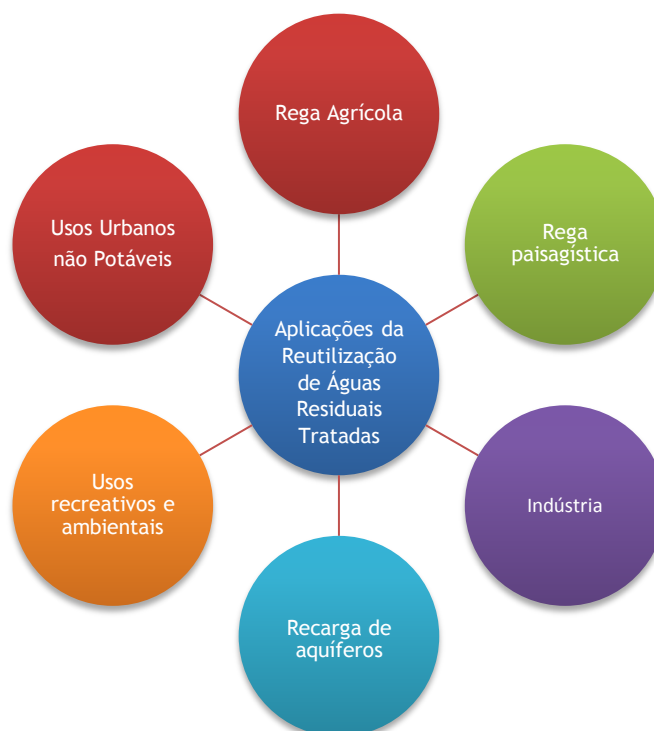 Rega Agrícola
Usos Urbanos
não Potáveis
Rega
paisagística
Aplicações da
Reutilização
de Águas
Residuais
Tratadas
Usos
recreativos e
ambientais
Indústria
Recarga de
aquíferos